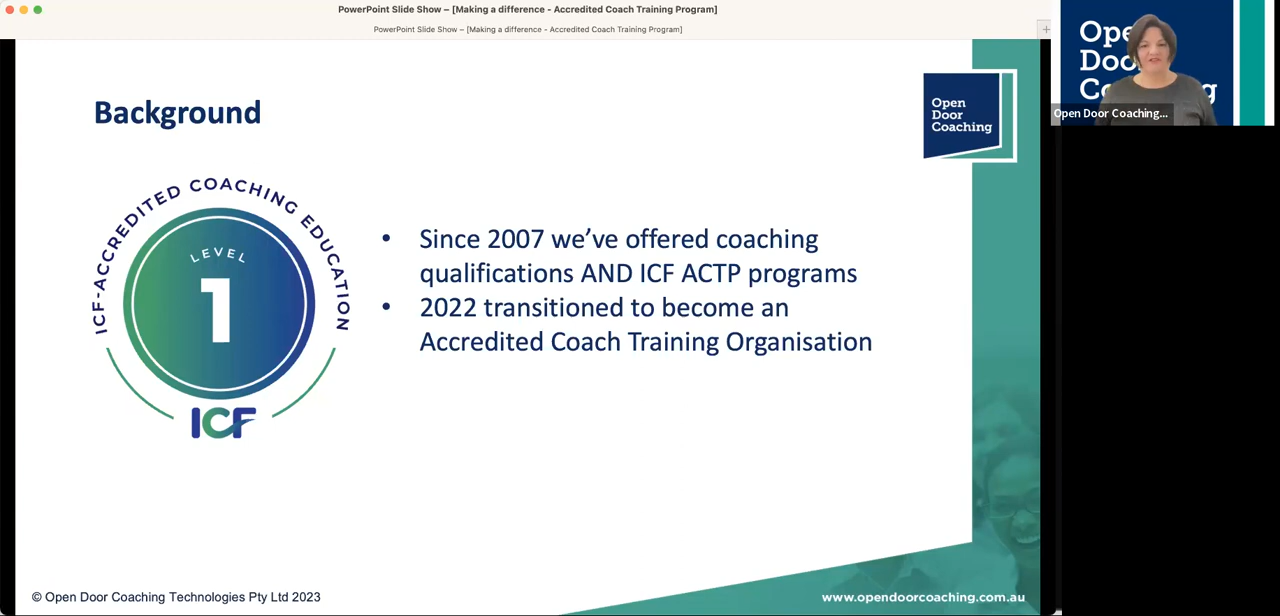 PowerPoint Slide Show – [Making a difference - Accredited Coach Training Program]
PowerPoint Slide Show – [Making a difference - Accredited Coach Training Program]
+
Background
Open
Door
Coaching
ICF-ACCREDITED COACHING EDUCATION
LEVEL
1
ICF
• Since 2007 we’ve offered coaching
qualifications AND ICF ACTP programs
• 2022 transitioned to become an
Accredited Coach Training Organisation
© Open Door Coaching Technologies Pty Ltd 2023
www.opendoorcoaching.com.au
Ope
Doo
C g
Open Door Coaching...